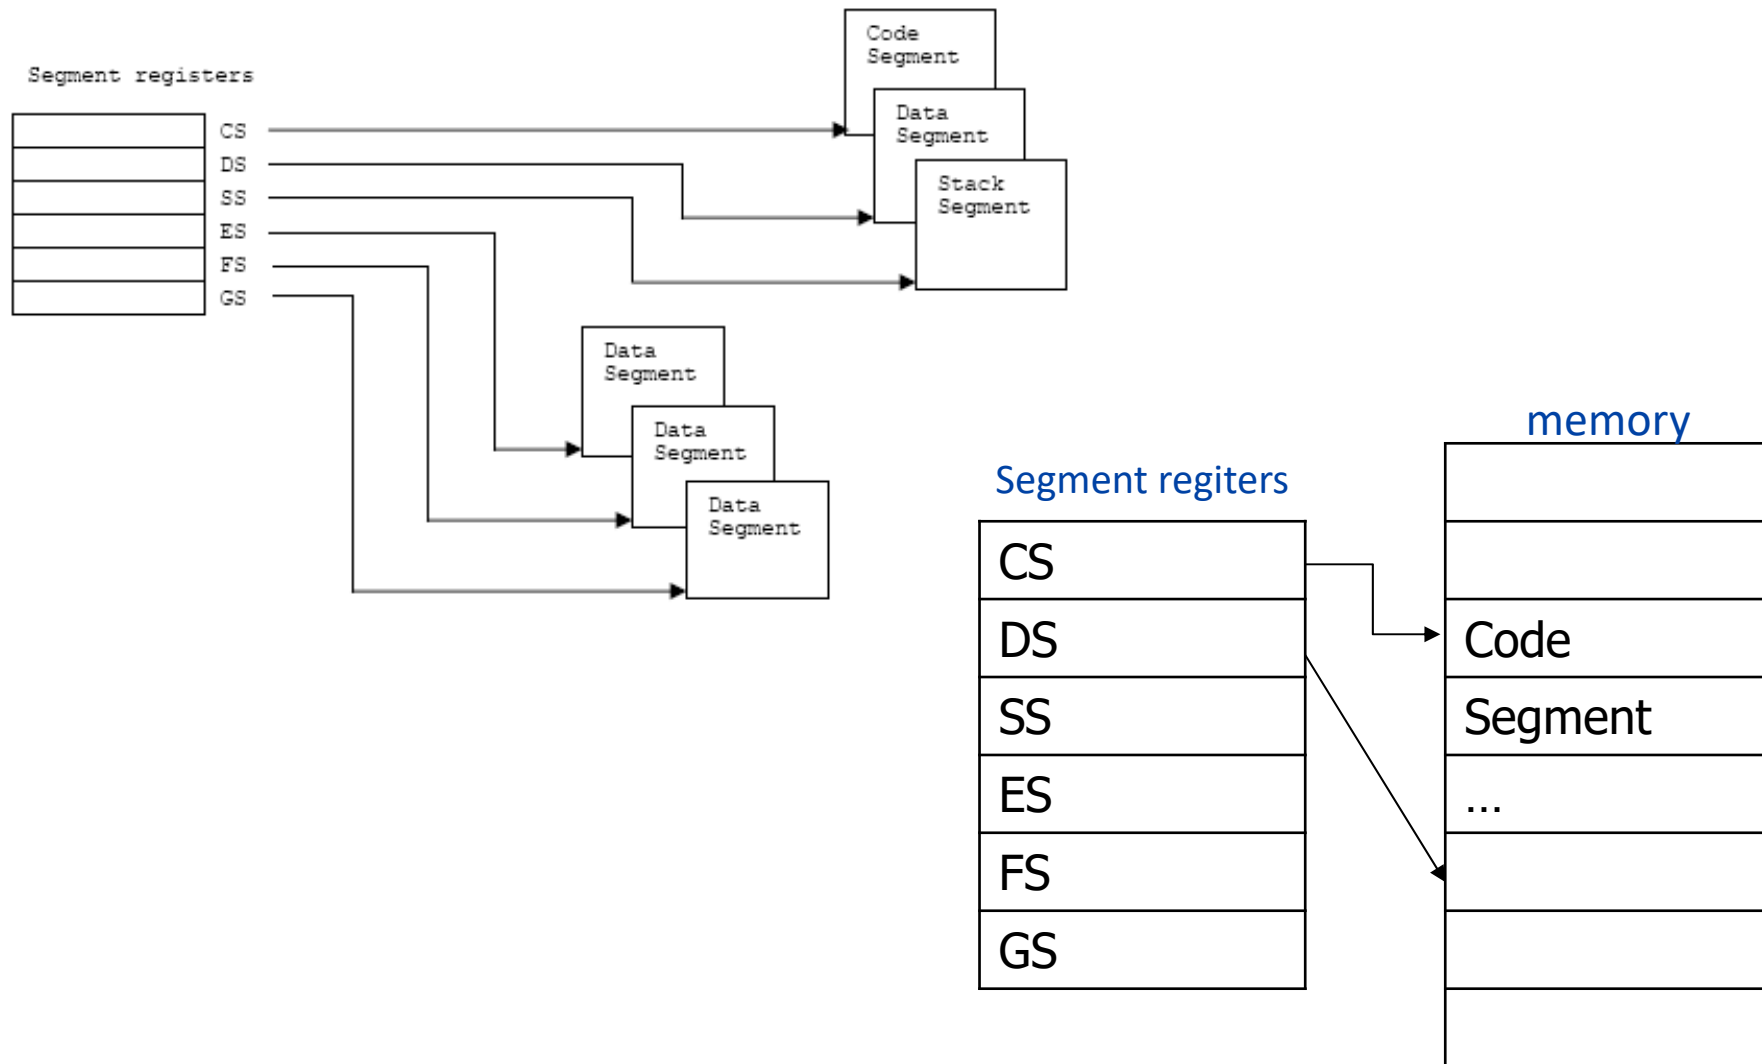 Segment registers
CS
DS
SS
ES
FS
GS
Code
Segment
Data
Segment
Stack
Segment
Data
Segment
Data
Segment
Data
Segment
Segment regiters
CS
DS
SS
ES
FS
GS
memory
Code
Segment
...